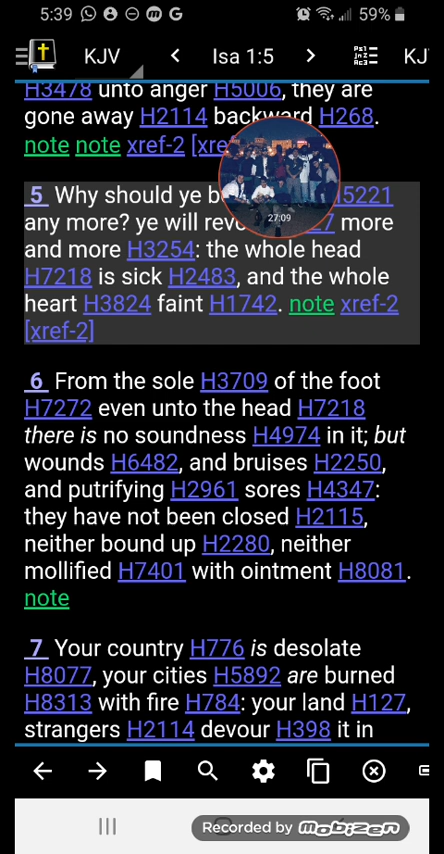 5:39 59%
KJV < Isa 1:5 > KJ
H3478 unto anger H5006, they are
gone away H2114 backward H268.
note note xref-2 [xre
5 Why should ye b 5221
any more? ye will revo 27 more
and more H3254: the whole head
27:09
H7218 is sick H2483, and the whole
heart H3824 faint H1742. note xref-2
[xref-2]
6 From the sole H3709 of the foot
H7272 even unto the head H7218
there is no soundness H4974 in it; but
wounds H6482, and bruises H2250,
and putrifying H2961 sores H4347:
they have not been closed H2115,
neither bound up H2280, neither
mollified H7401 with ointment H8081.
note
7 Your country H776 is desolate
H8077, your cities H5892 are burned
H8313 with fire H784: your land H127,
strangers H2114 devour H398 it in
Recorded by Mobizen